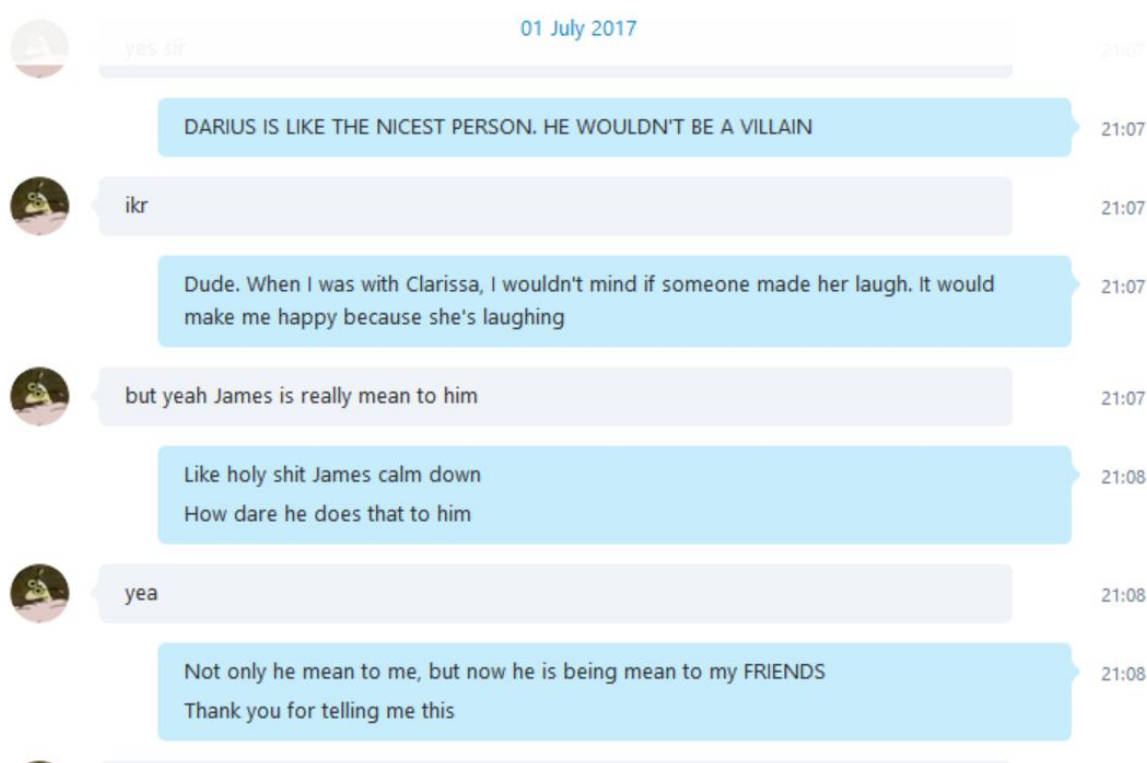 01 July 2017
yes sir
21:07
DARIUS IS LIKE THE NICEST PERSON. HE WOULDN'T BE A VILLAIN
21:07
ikr
21:07
Dude. When I was with Clarissa, I wouldn't mind if someone made her laugh. It would
make me happy because she's laughing
21:07
but yeah James is really mean to him
21:07
Like holy shit James calm down
21:08
How dare he does that to him
yea
21:08
Not only he mean to me, but now he is being mean to my FRIENDS
21:08
Thank you for telling me this